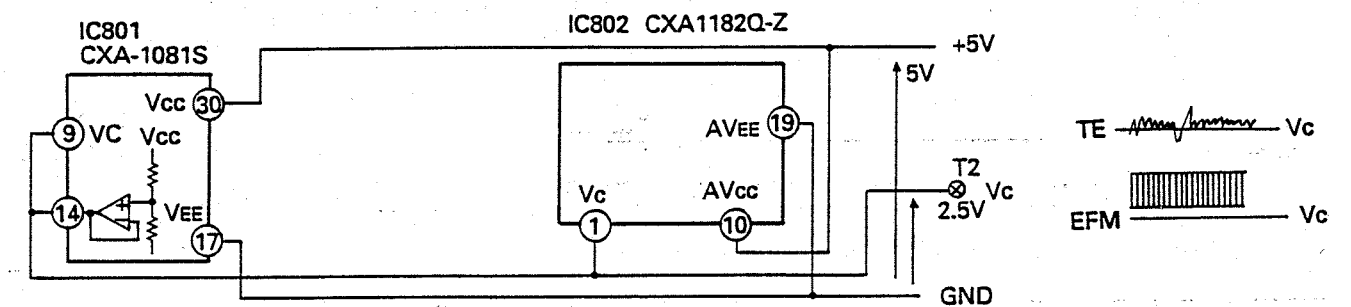 IC801
CXA-1081S
Vcc 30
9 VC
Vcc
14
VEE
17
IC802 CXA1182Q-Z
AVEE 19
Vc
AVcc
1
10
+5V
5V
T2
Vc
2.5V
GND
TE Vc
EFM Vc